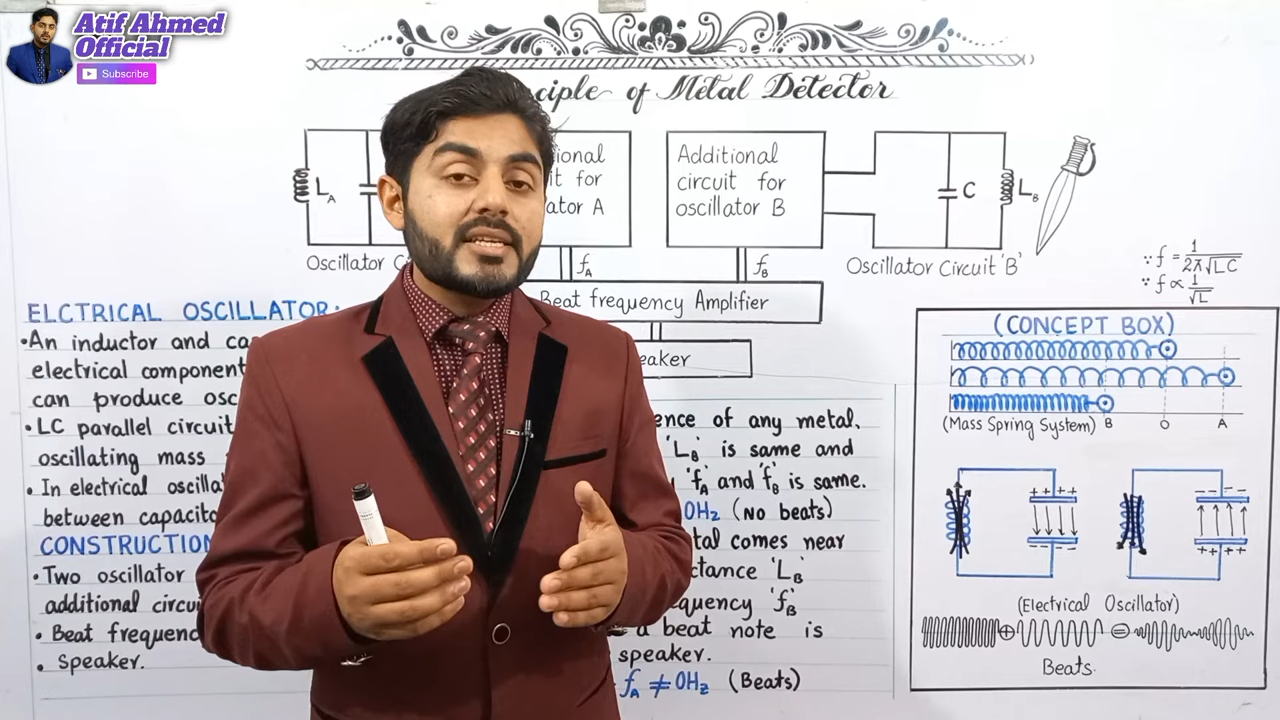 Atif Ahmed
Official
Subscribe
ciple of Metal Detector
L_A
Additional
circuit for
oscillator B
ator A
C
L_B
f_A
f_B
Oscillator
Oscillator Circuit 'B'
∵ f = 1/2π√LC
∵ f ∝ 1/√L
Beat frequency Amplifier
eaker
ELCTRICAL OSCILLATOR:
•An inductor and ca
electrical component
can produce osc
•LC parallel circuit
oscillating mass
•In electrical oscilla
between capacito
CONSTRUCTION
•Two oscillator
additional circui
•Beat frequenc
•Speaker.
ence of any metal,
'L_B' is same and
'f_A' and f_B is same.
0Hz (No beats)
tal comes near
ctance 'L_B
quency 'f_B
a beat note is
speaker.
f_A ≠ 0Hz (Beats)
(CONCEPT BOX)
(Mass Spring System) B O A
+ + + +
− − − −
− − − −
+ + + +
(Electrical Oscillator)
+ =
Beats.